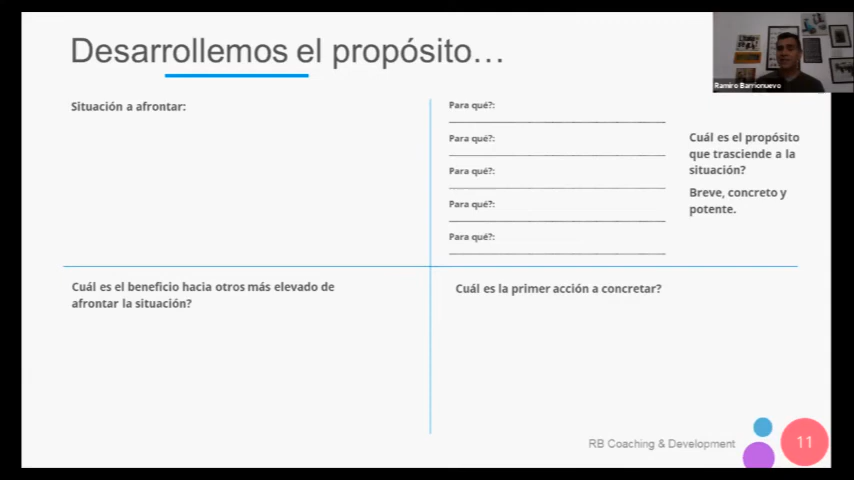 Desarrollemos el propósito…
Ramiro Barrionuevo
Situación a afrontar:
Para qué?:
Para qué?:
Para qué?:
Para qué?:
Para qué?:
Cuál es el propósito
que trasciende a la
situación?
Breve, concreto y
potente.
Cuál es el beneficio hacia otros más elevado de
afrontar la situación?
Cuál es la primer acción a concretar?
RB Coaching & Development
11